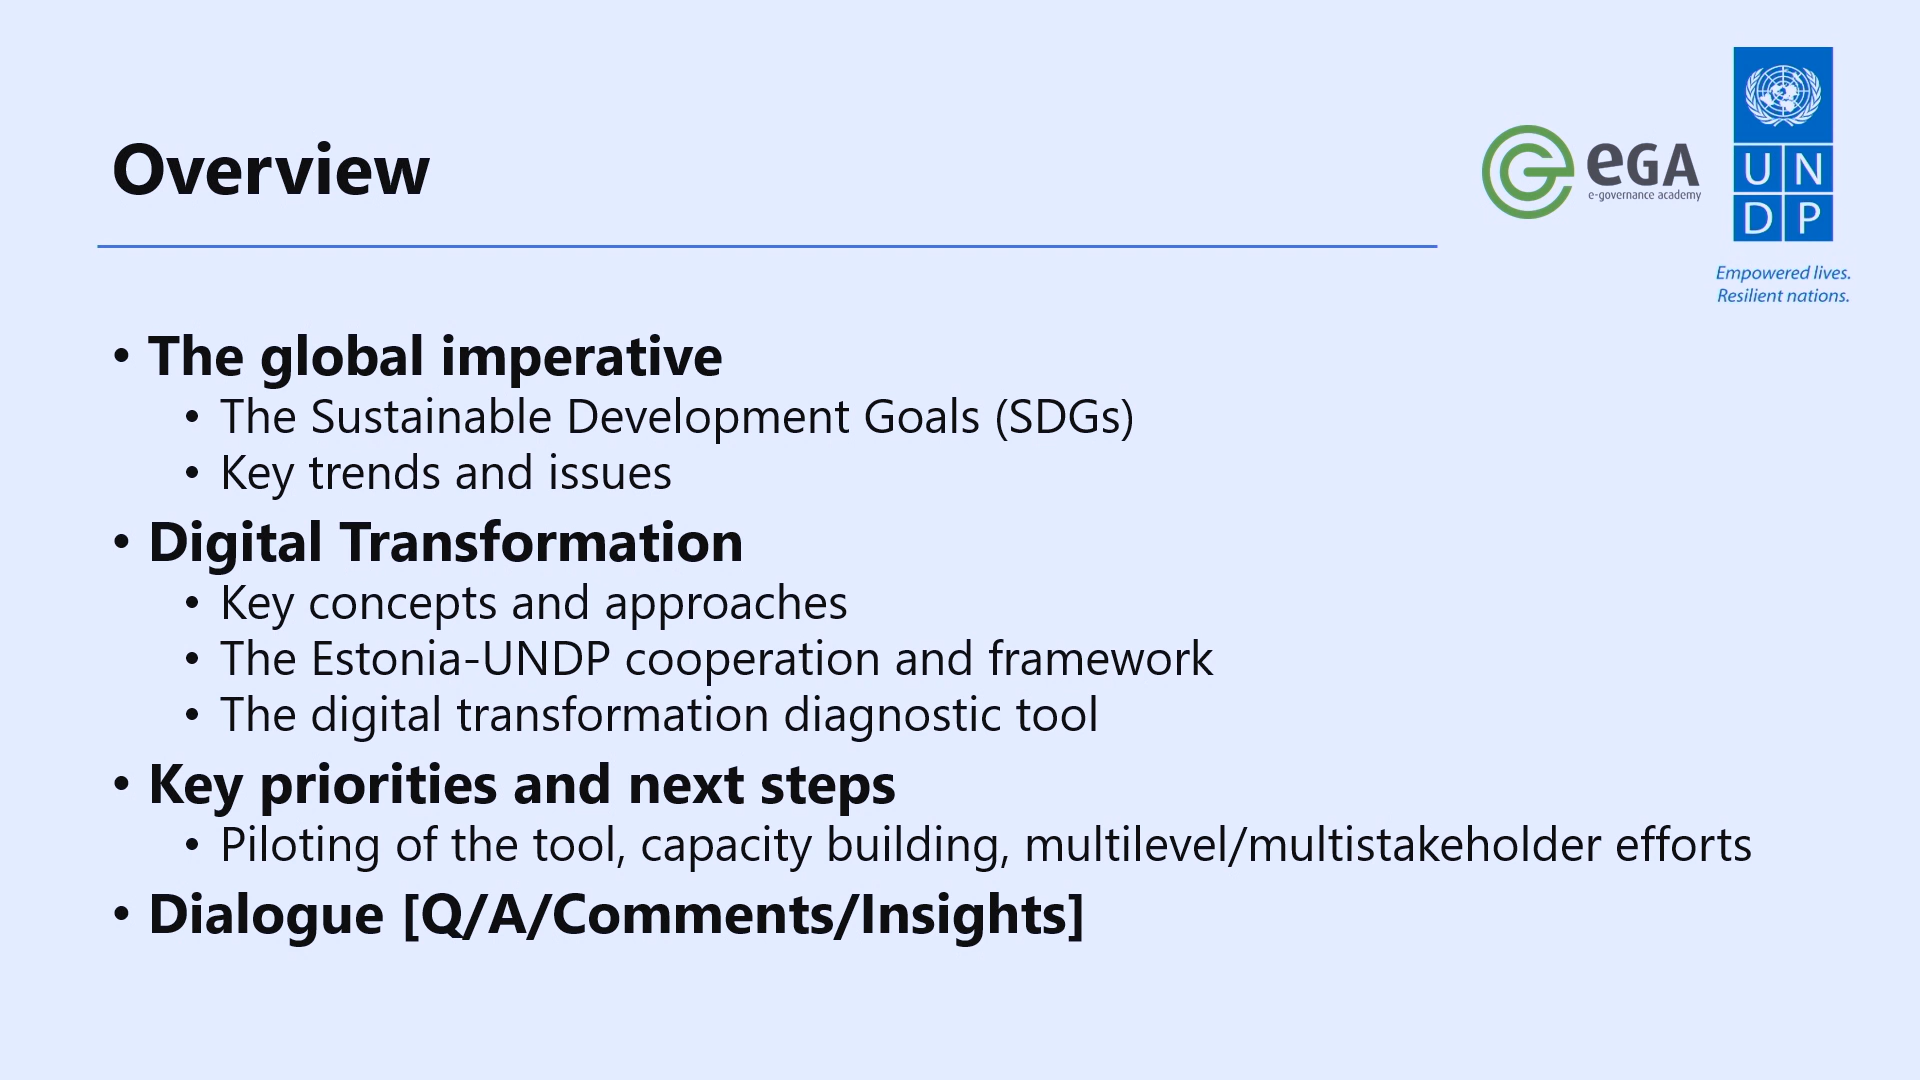 Overview
eGA
e-governance academy
UN
DP
Empowered lives.
Resilient nations.
• The global imperative
• The Sustainable Development Goals (SDGs)
• Key trends and issues
• Digital Transformation
• Key concepts and approaches
• The Estonia-UNDP cooperation and framework
• The digital transformation diagnostic tool
• Key priorities and next steps
• Piloting of the tool, capacity building, multilevel/multistakeholder efforts
• Dialogue [Q/A/Comments/Insights]